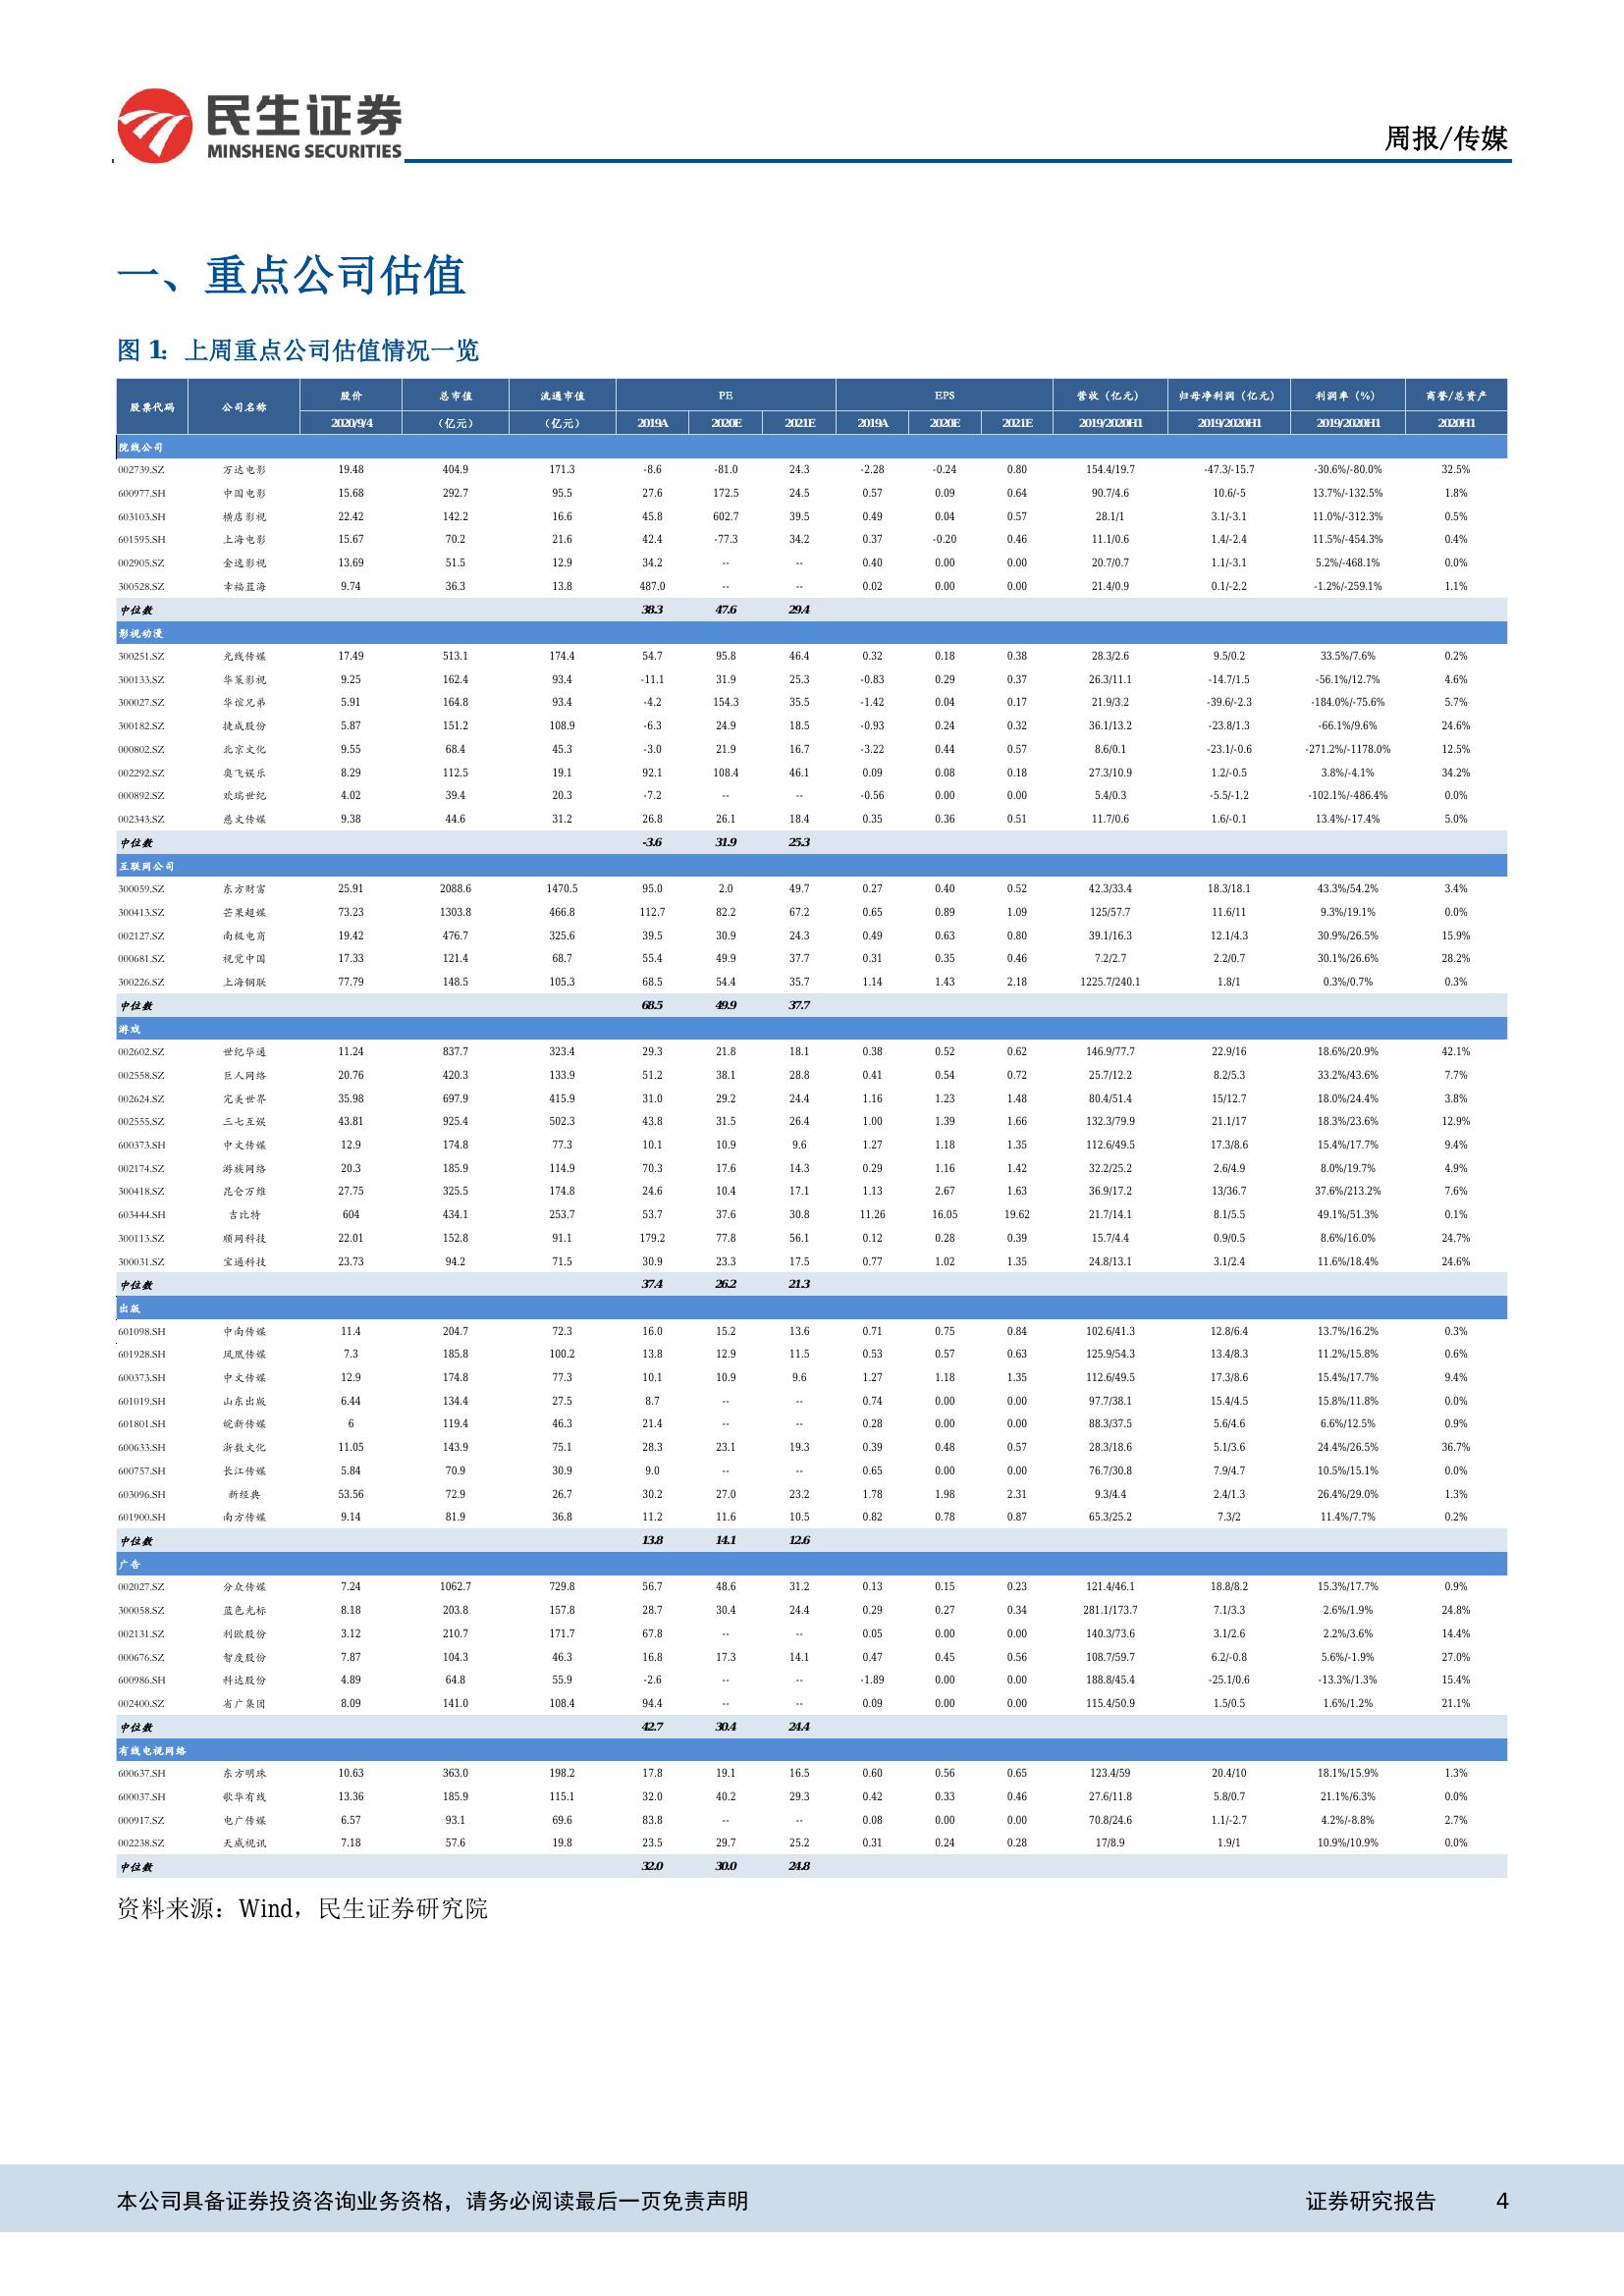 民生证券
MINSHENG SECURITIES
周报/传媒
一、重点公司估值
图 1: 上周重点公司估值情况一览
股票代码 公司名称 股价 总市值 流通市值 PE EPS 营收（亿元） 归母净利润（亿元） 利润率（%） 商誉/总资产
2020/9/4 （亿元） （亿元） 2019A 2020E 2021E 2019A 2020E 2021E 2019/2020H1 2019/2020H1 2019/2020H1 2020H1
院线公司
002739.SZ 万达电影 19.48 404.9 171.3 -8.6 -81.0 24.3 -2.28 -0.24 0.80 154.4/19.7 -47.3/-15.7 -30.6%/-80.0% 32.5%
600977.SH 中国电影 15.68 292.7 95.5 27.6 172.5 24.5 0.57 0.09 0.64 90.7/4.6 10.6/-5 13.7%/-132.5% 1.8%
603103.SH 横店影视 22.42 142.2 16.6 45.8 602.7 39.5 0.49 0.04 0.57 28.1/1 3.1/-3.1 11.0%/-312.3% 0.5%
601595.SH 上海电影 15.67 70.2 21.6 42.4 -77.3 34.2 0.37 -0.20 0.46 11.1/0.6 1.4/-2.4 11.5%/-454.3% 0.4%
002905.SZ 金逸影视 13.69 51.5 12.9 34.2 -- -- 0.40 0.00 0.00 20.7/0.7 1.1/-3.1 5.2%/-468.1% 0.0%
300528.SZ 幸福蓝海 9.74 36.3 13.8 487.0 -- -- 0.02 0.00 0.00 21.4/0.9 0.1/-2.2 -1.2%/-259.1% 1.1%
中位数 38.3 47.6 29.4
影视动漫
300251.SZ 光线传媒 17.49 513.1 174.4 54.7 95.8 46.4 0.32 0.18 0.38 28.3/2.6 9.5/0.2 33.5%/7.6% 0.2%
300133.SZ 华策影视 9.25 162.4 93.4 -11.1 31.9 25.3 -0.83 0.29 0.37 26.3/11.1 -14.7/1.5 -56.1%/12.7% 4.6%
300027.SZ 华谊兄弟 5.91 164.8 93.4 -4.2 154.3 35.5 -1.42 0.04 0.17 21.9/3.2 -39.6/-2.3 -184.0%/-75.6% 5.7%
300182.SZ 捷成股份 5.87 151.2 108.9 -6.3 24.9 18.5 -0.93 0.24 0.32 36.1/13.2 -23.8/1.3 -66.1%/9.6% 24.6%
000802.SZ 北京文化 9.55 68.4 45.3 -3.0 21.9 16.7 -3.22 0.44 0.57 8.6/0.1 -23.1/-0.6 -271.2%/-1178.0% 12.5%
002292.SZ 奥飞娱乐 8.29 112.5 19.1 92.1 108.4 46.1 0.09 0.08 0.18 27.3/10.9 1.2/-0.5 3.8%/-4.1% 34.2%
000892.SZ 欢瑞世纪 4.02 39.4 20.3 -7.2 -- -- -0.56 0.00 0.00 5.4/0.3 -5.5/-1.2 -102.1%/-486.4% 0.0%
002343.SZ 慈文传媒 9.38 44.6 31.2 26.8 26.1 18.4 0.35 0.36 0.51 11.7/0.6 1.6/-0.1 13.4%/-17.4% 5.0%
中位数 -3.6 31.9 25.3
互联网公司
300059.SZ 东方财富 25.91 2088.6 1470.5 95.0 2.0 49.7 0.27 0.40 0.52 42.3/33.4 18.3/18.1 43.3%/54.2% 3.4%
300413.SZ 芒果超媒 73.23 1303.8 466.8 112.7 82.2 67.2 0.65 0.89 1.09 125/57.7 11.6/11 9.3%/19.1% 0.0%
002127.SZ 南极电商 19.42 476.7 325.6 39.5 30.9 24.3 0.49 0.63 0.80 39.1/16.3 12.1/4.3 30.9%/26.5% 15.9%
000681.SZ 视觉中国 17.33 121.4 68.7 55.4 49.9 37.7 0.31 0.35 0.46 7.2/2.7 2.2/0.7 30.1%/26.6% 28.2%
300226.SZ 上海钢联 77.79 148.5 105.3 68.5 54.4 35.7 1.14 1.43 2.18 1225.7/240.1 1.8/1 0.3%/0.7% 0.3%
中位数 68.5 49.9 37.7
游戏
002602.SZ 世纪华通 11.24 837.7 323.4 29.3 21.8 18.1 0.38 0.52 0.62 146.9/77.7 22.9/16 18.6%/20.9% 42.1%
002558.SZ 巨人网络 20.76 420.3 133.9 51.2 38.1 28.8 0.41 0.54 0.72 25.7/12.2 8.2/5.3 33.2%/43.6% 7.7%
002624.SZ 完美世界 35.98 697.9 415.9 31.0 29.2 24.4 1.16 1.23 1.48 80.4/51.4 15/12.7 18.0%/24.4% 3.8%
002555.SZ 三七互娱 43.81 925.4 502.3 43.8 31.5 26.4 1.00 1.39 1.66 132.3/79.9 21.1/17 18.3%/23.6% 12.9%
600373.SH 中文传媒 12.9 174.8 77.3 10.1 10.9 9.6 1.27 1.18 1.35 112.6/49.5 17.3/8.6 15.4%/17.7% 9.4%
002174.SZ 游族网络 20.3 185.9 114.9 70.3 17.6 14.3 0.29 1.16 1.42 32.2/25.2 2.6/4.9 8.0%/19.7% 4.9%
300418.SZ 昆仑万维 27.75 325.5 174.8 24.6 10.4 17.1 1.13 2.67 1.63 36.9/17.2 13/36.7 37.6%/213.2% 7.6%
603444.SH 吉比特 604 434.1 253.7 53.7 37.6 30.8 11.26 16.05 19.62 21.7/14.1 8.1/5.5 49.1%/51.3% 0.1%
300113.SZ 顺网科技 22.01 152.8 91.1 179.2 77.8 56.1 0.12 0.28 0.39 15.7/4.4 0.9/0.5 8.6%/16.0% 24.7%
300031.SZ 宝通科技 23.73 94.2 71.5 30.9 23.3 17.5 0.77 1.02 1.35 24.8/13.1 3.1/2.4 11.6%/18.4% 24.6%
中位数 37.4 26.2 21.3
出版
601098.SH 中南传媒 11.4 204.7 72.3 16.0 15.2 13.6 0.71 0.75 0.84 102.6/41.3 12.8/6.4 13.7%/16.2% 0.3%
601928.SH 凤凰传媒 7.3 185.8 100.2 13.8 12.9 11.5 0.53 0.57 0.63 125.9/54.3 13.4/8.3 11.2%/15.8% 0.6%
600373.SH 中文传媒 12.9 174.8 77.3 10.1 10.9 9.6 1.27 1.18 1.35 112.6/49.5 17.3/8.6 15.4%/17.7% 9.4%
601019.SH 山东出版 6.44 134.4 27.5 8.7 -- -- 0.74 0.00 0.00 97.7/38.1 15.4/4.5 15.8%/11.8% 0.0%
601801.SH 皖新传媒 6 119.4 46.3 21.4 -- -- 0.28 0.00 0.00 88.3/37.5 5.6/4.6 6.6%/12.5% 0.9%
600633.SH 浙数文化 11.05 143.9 75.1 28.3 23.1 19.3 0.39 0.48 0.57 28.3/18.6 5.1/3.6 24.4%/26.5% 36.7%
600757.SH 长江传媒 5.84 70.9 30.9 9.0 -- -- 0.65 0.00 0.00 76.7/30.8 7.9/4.7 10.5%/15.1% 0.0%
603096.SH 新经典 53.56 72.9 26.7 30.2 27.0 23.2 1.78 1.98 2.31 9.3/4.4 2.4/1.3 26.4%/29.0% 1.3%
601900.SH 南方传媒 9.14 81.9 36.8 11.2 11.6 10.5 0.82 0.78 0.87 65.3/25.2 7.3/2 11.4%/7.7% 0.2%
中位数 13.8 14.1 12.6
广告
002027.SZ 分众传媒 7.24 1062.7 729.8 56.7 48.6 31.2 0.13 0.15 0.23 121.4/46.1 18.8/8.2 15.3%/17.7% 0.9%
300058.SZ 蓝色光标 8.18 203.8 157.8 28.7 30.4 24.4 0.29 0.27 0.34 281.1/173.7 7.1/3.3 2.6%/1.9% 24.8%
002131.SZ 利欧股份 3.12 210.7 171.7 67.8 -- -- 0.05 0.00 0.00 140.3/73.6 3.1/2.6 2.2%/3.6% 14.4%
000676.SZ 智度股份 7.87 104.3 46.3 16.8 17.3 14.1 0.47 0.45 0.56 108.7/59.7 6.2/-0.8 5.6%/-1.9% 27.0%
600986.SH 科达股份 4.89 64.8 55.9 -2.6 -- -- -1.89 0.00 0.00 188.8/45.4 -25.1/0.6 -13.3%/1.3% 15.4%
002400.SZ 省广集团 8.09 141.0 108.4 94.4 -- -- 0.09 0.00 0.00 115.4/50.9 1.5/0.5 1.6%/1.2% 21.1%
中位数 42.7 30.4 24.4
有线电视网络
600637.SH 东方明珠 10.63 363.0 198.2 17.8 19.1 16.5 0.60 0.56 0.65 123.4/59 20.4/10 18.1%/15.9% 1.3%
600037.SH 歌华有线 13.36 185.9 115.1 32.0 40.2 29.3 0.42 0.33 0.46 27.6/11.8 5.8/0.7 21.1%/6.3% 0.0%
000917.SZ 电广传媒 6.57 93.1 69.6 83.8 -- -- 0.08 0.00 0.00 70.8/24.6 1.1/-2.7 4.2%/-8.8% 2.7%
002238.SZ 天威视讯 7.18 57.6 19.8 23.5 29.7 25.2 0.31 0.24 0.28 17/8.9 1.9/1 10.9%/10.9% 0.0%
中位数 32.0 30.0 24.8
资料来源：Wind，民生证券研究院
本公司具备证券投资咨询业务资格，请务必阅读最后一页免责声明 证券研究报告 4